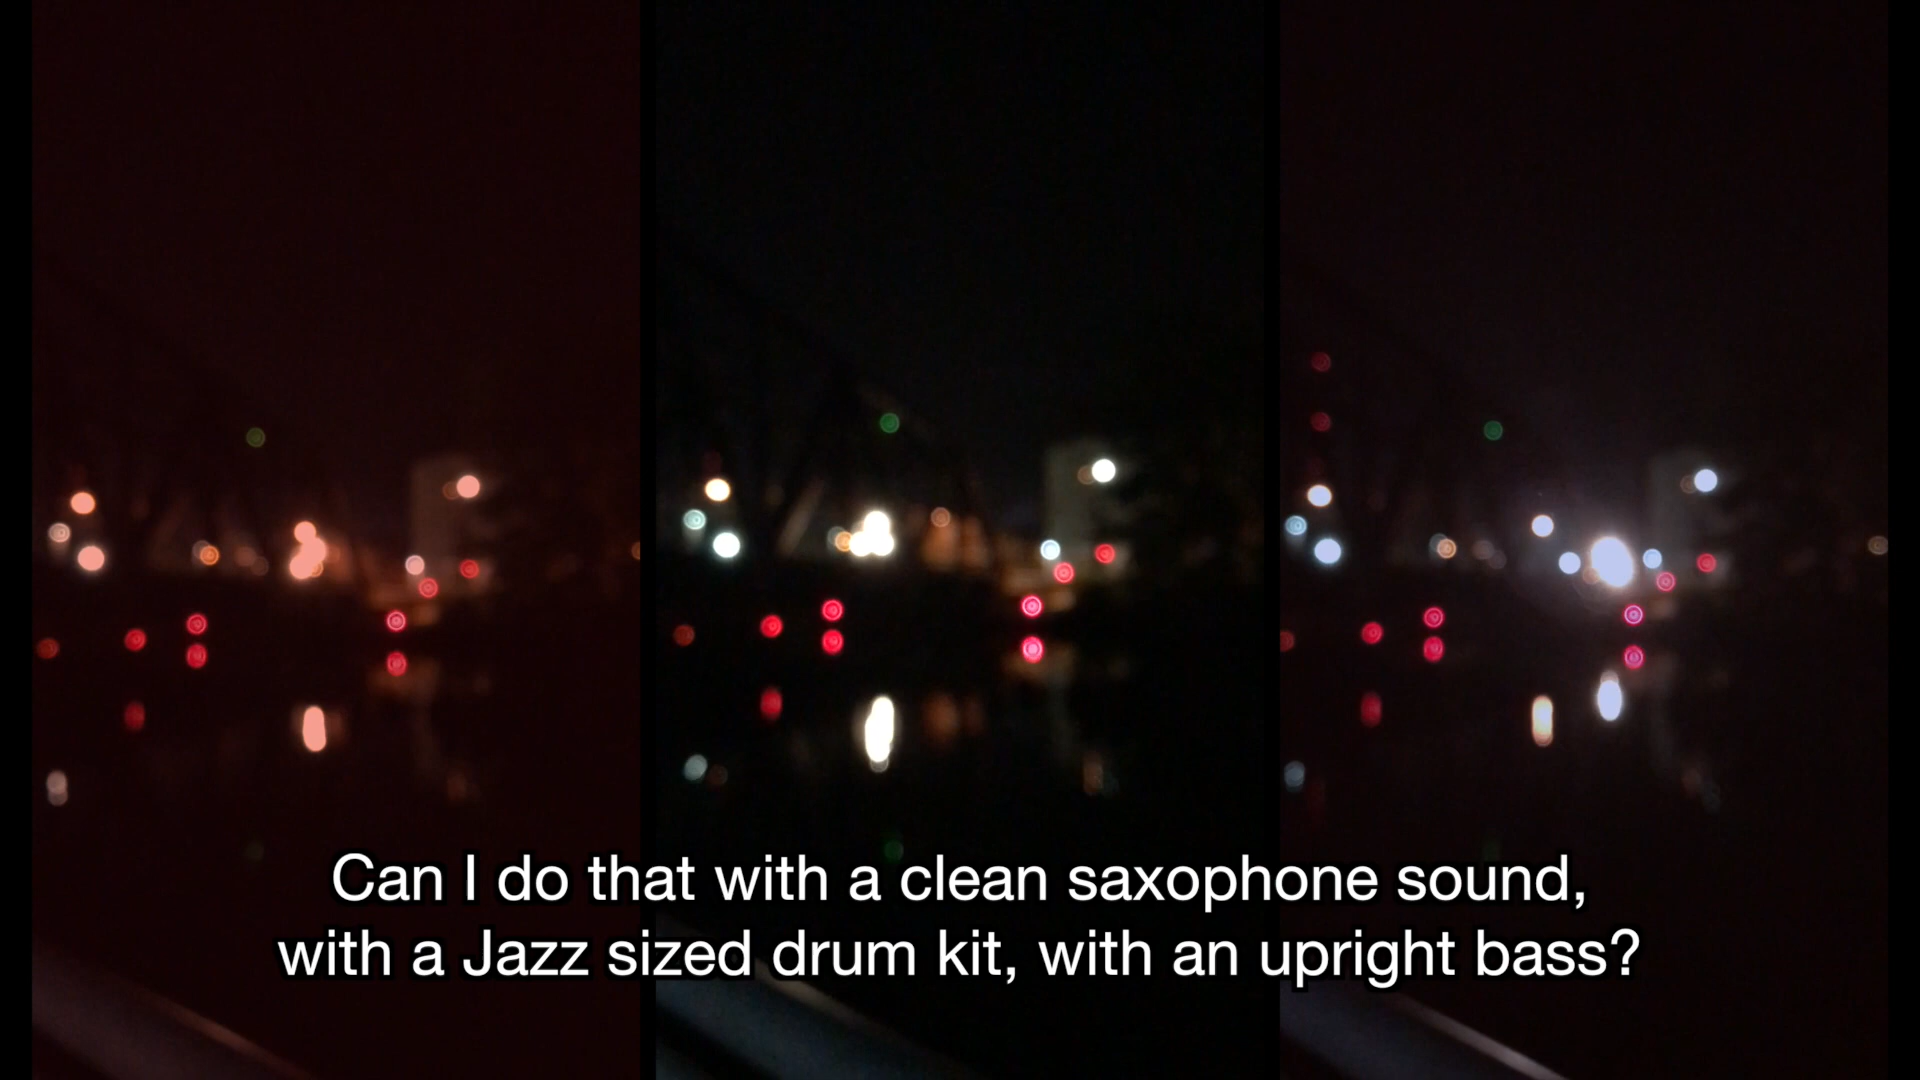 Can I do that with a clean saxophone sound,
with a Jazz sized drum kit, with an upright bass?